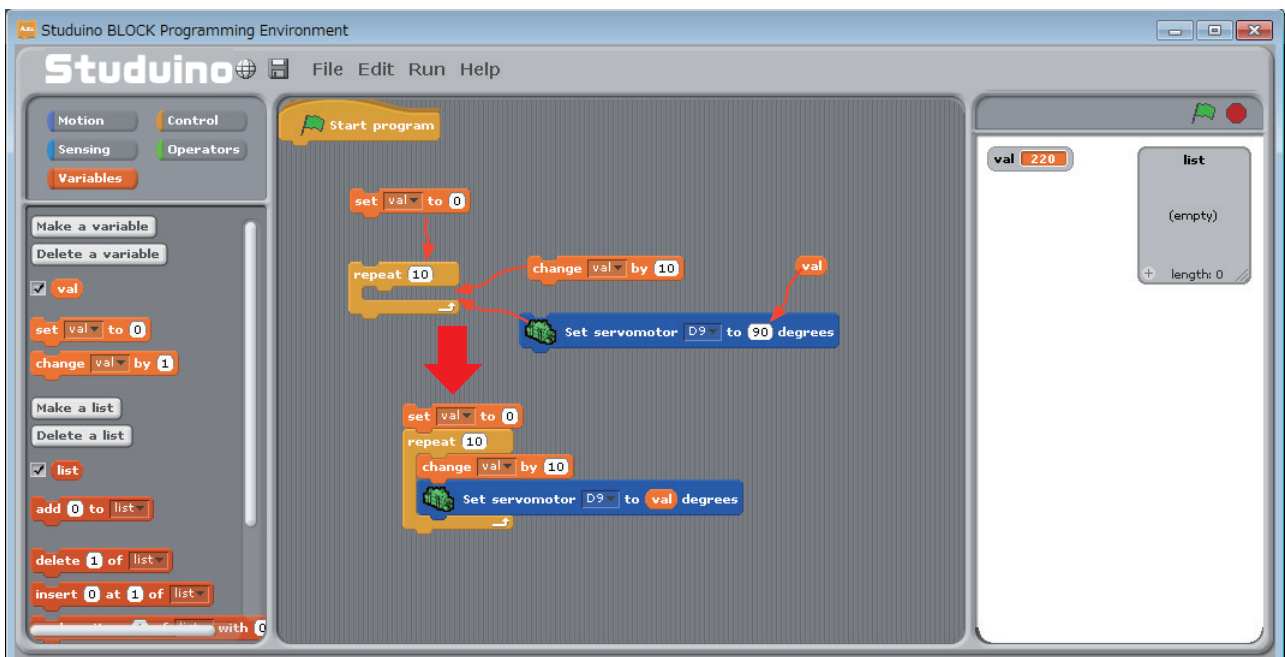 Studuino BLOCK Programming Environment
Studuino File Edit Run Help
Motion Control
Sensing Operators
Variables
Make a variable
Delete a variable
val
set val to 0
change val by 1
Make a list
Delete a list
list
add 0 to list
delete 1 of list
insert 0 at 1 of list
with
Start program
set val to 0
repeat 10
change val by 10
val
Set servomotor D9 to 90 degrees
set val to 0
repeat 10
change val by 10
Set servomotor D9 to val degrees
val 220
list
(empty)
+ length: 0